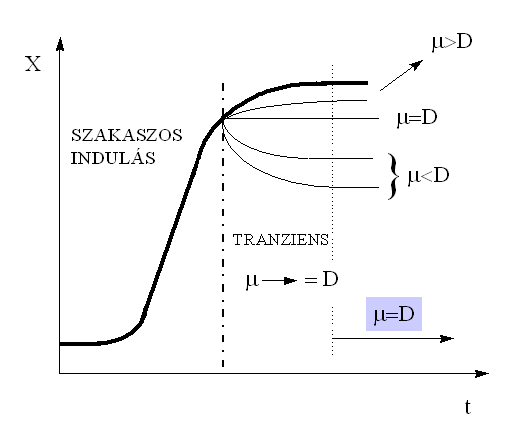 μ>D
X
SZAKASZOS
INDULÁS
μ=D
} μ<D
TRANZIENS
μ → = D
μ=D
t